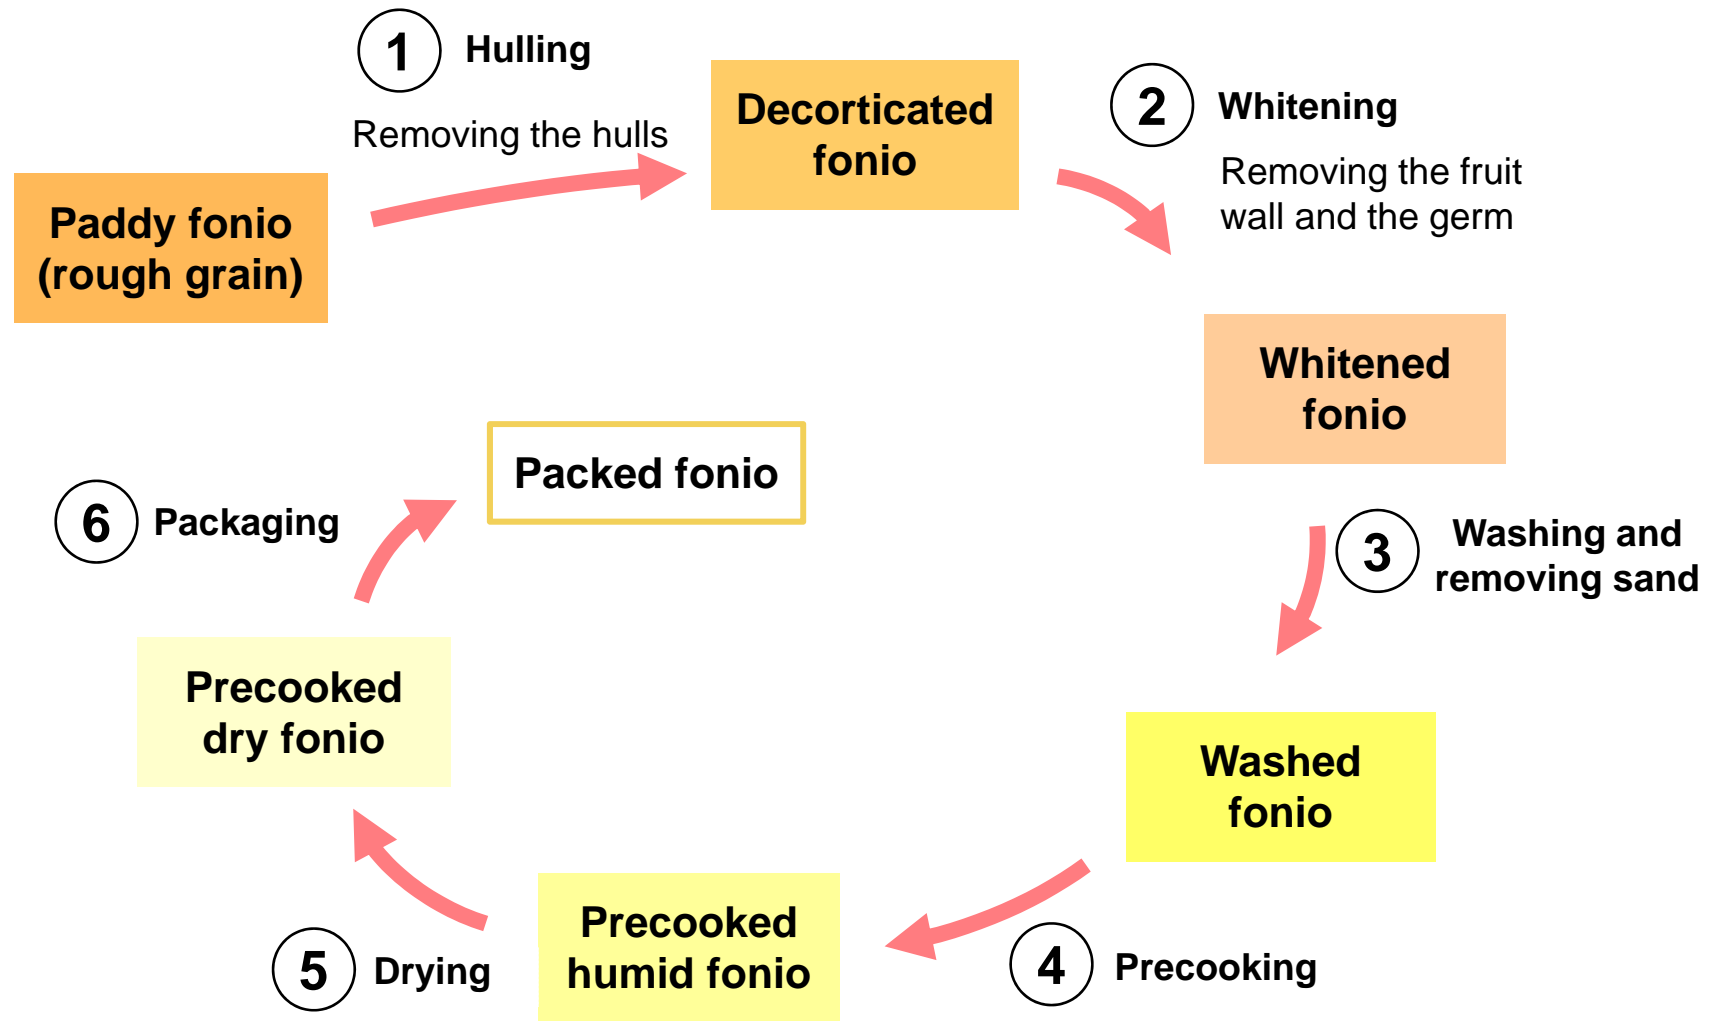 1 Hulling
Removing the hulls
Paddy fonio
(rough grain)
Decorticated
fonio
2 Whitening
Removing the fruit
wall and the germ
Whitened
fonio
3 Washing and
removing sand
Washed
fonio
4 Precooking
Precooked
humid fonio
5 Drying
Precooked
dry fonio
6 Packaging
Packed fonio